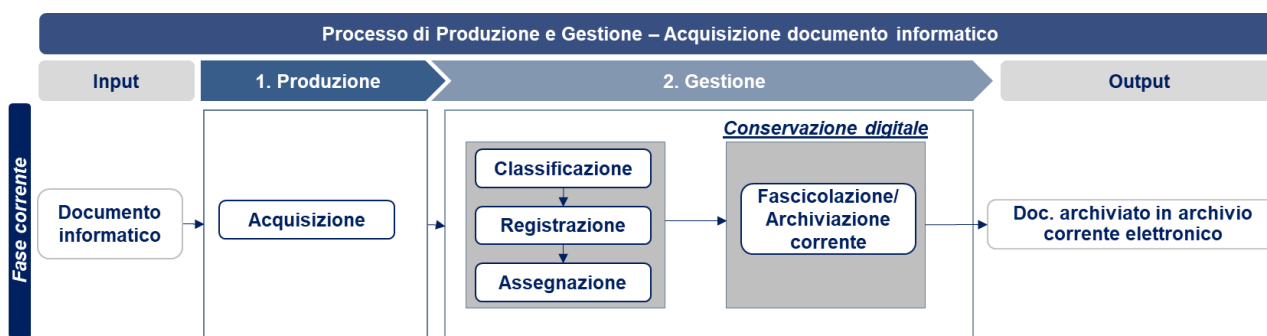 Processo di Produzione e Gestione – Acquisizione documento informatico
Input
1. Produzione
2. Gestione
Output
Fase corrente
Documento
informatico
Acquisizione
Classificazione
Registrazione
Assegnazione
Conservazione digitale
Fascicolazione/
Archiviazione
corrente
Doc. archiviato in archivio
corrente elettronico